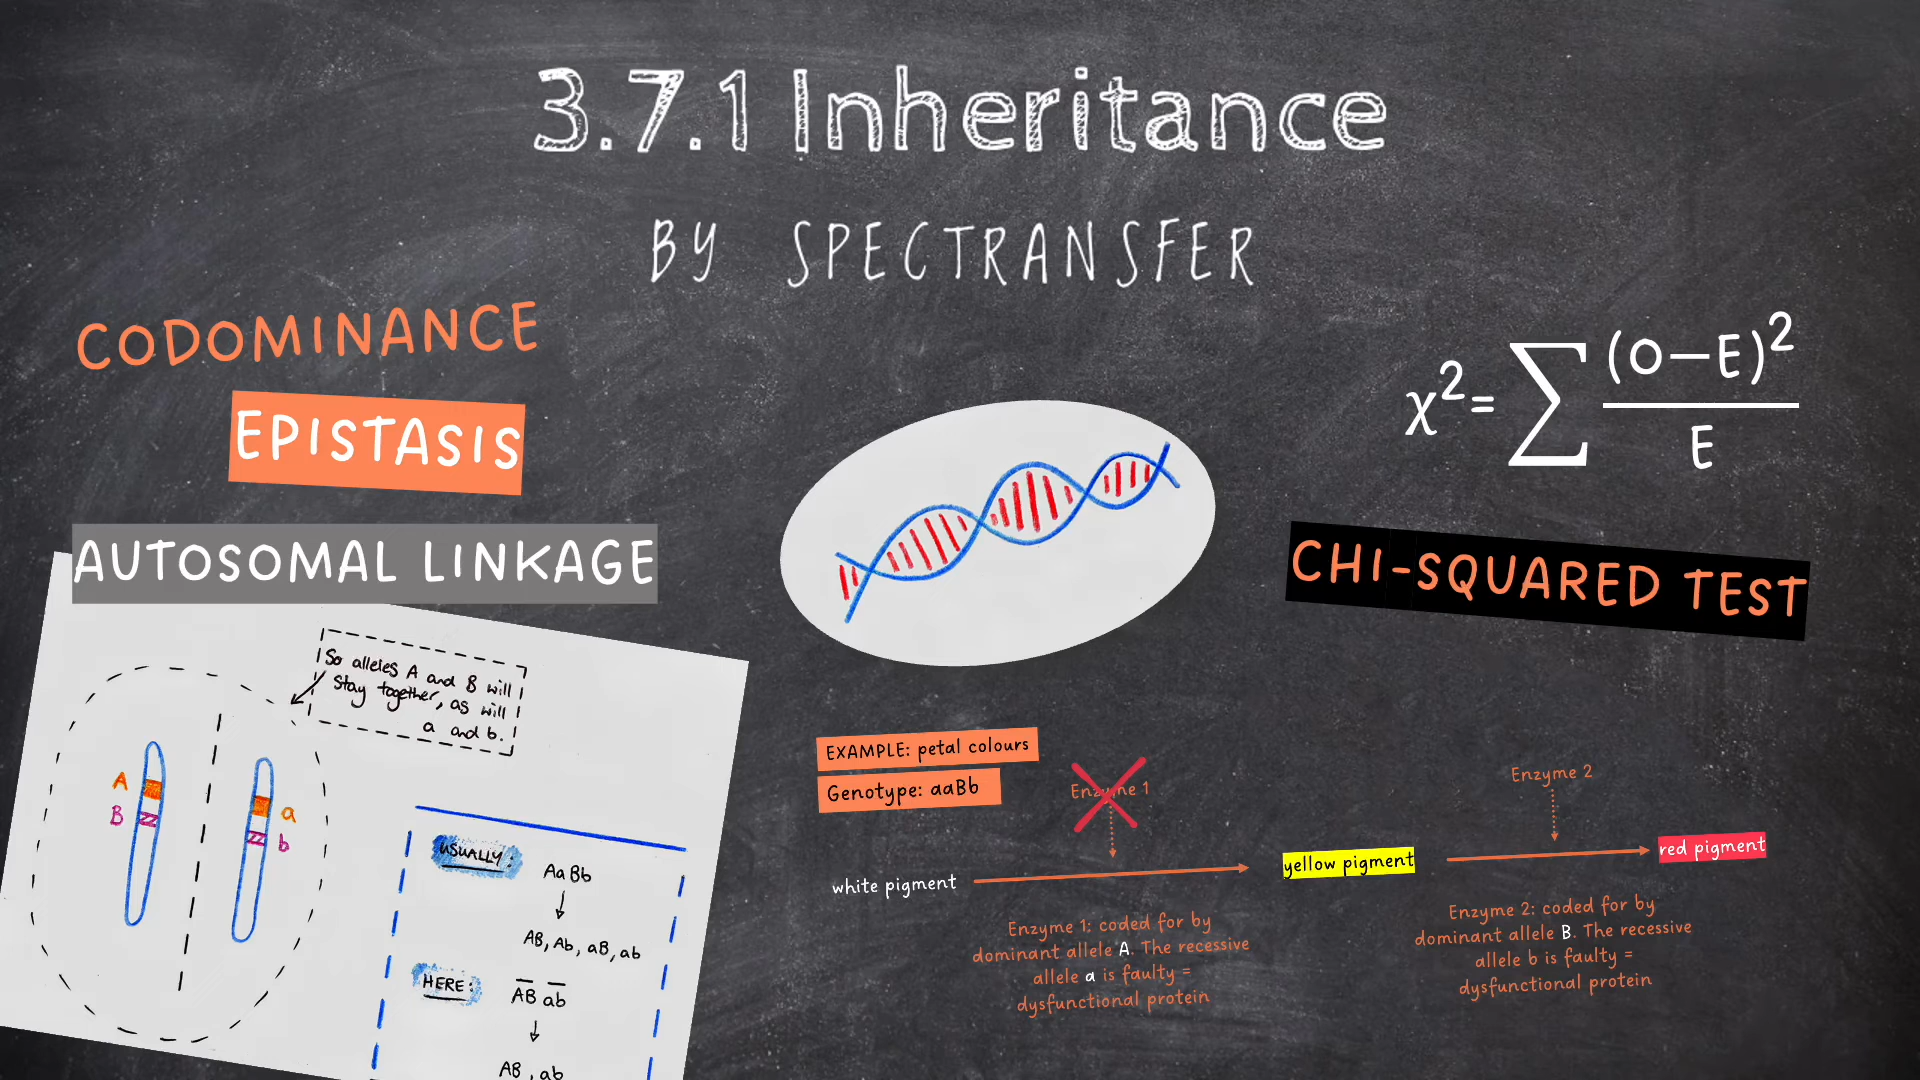 3.7.1 Inheritance
BY SPECTRANSFER
CODOMINANCE
EPISTASIS
AUTOSOMAL LINKAGE
So alleles A and B will
stay together, as will
a and b.
A
B
a
b
USUALLY:
AaBb
AB, Ab, aB, ab
HERE:
AB ab
AB, ab
χ²= ∑ (O—E)²
E
CHI-SQUARED TEST
EXAMPLE: petal colours
Genotype: aaBb
Enzyme 1
Enzyme 2
white pigment
yellow pigment
red pigment
Enzyme 1: coded for by
dominant allele A. The recessive
allele a is faulty =
dysfunctional protein
Enzyme 2: coded for by
dominant allele B. The recessive
allele b is faulty =
dysfunctional protein